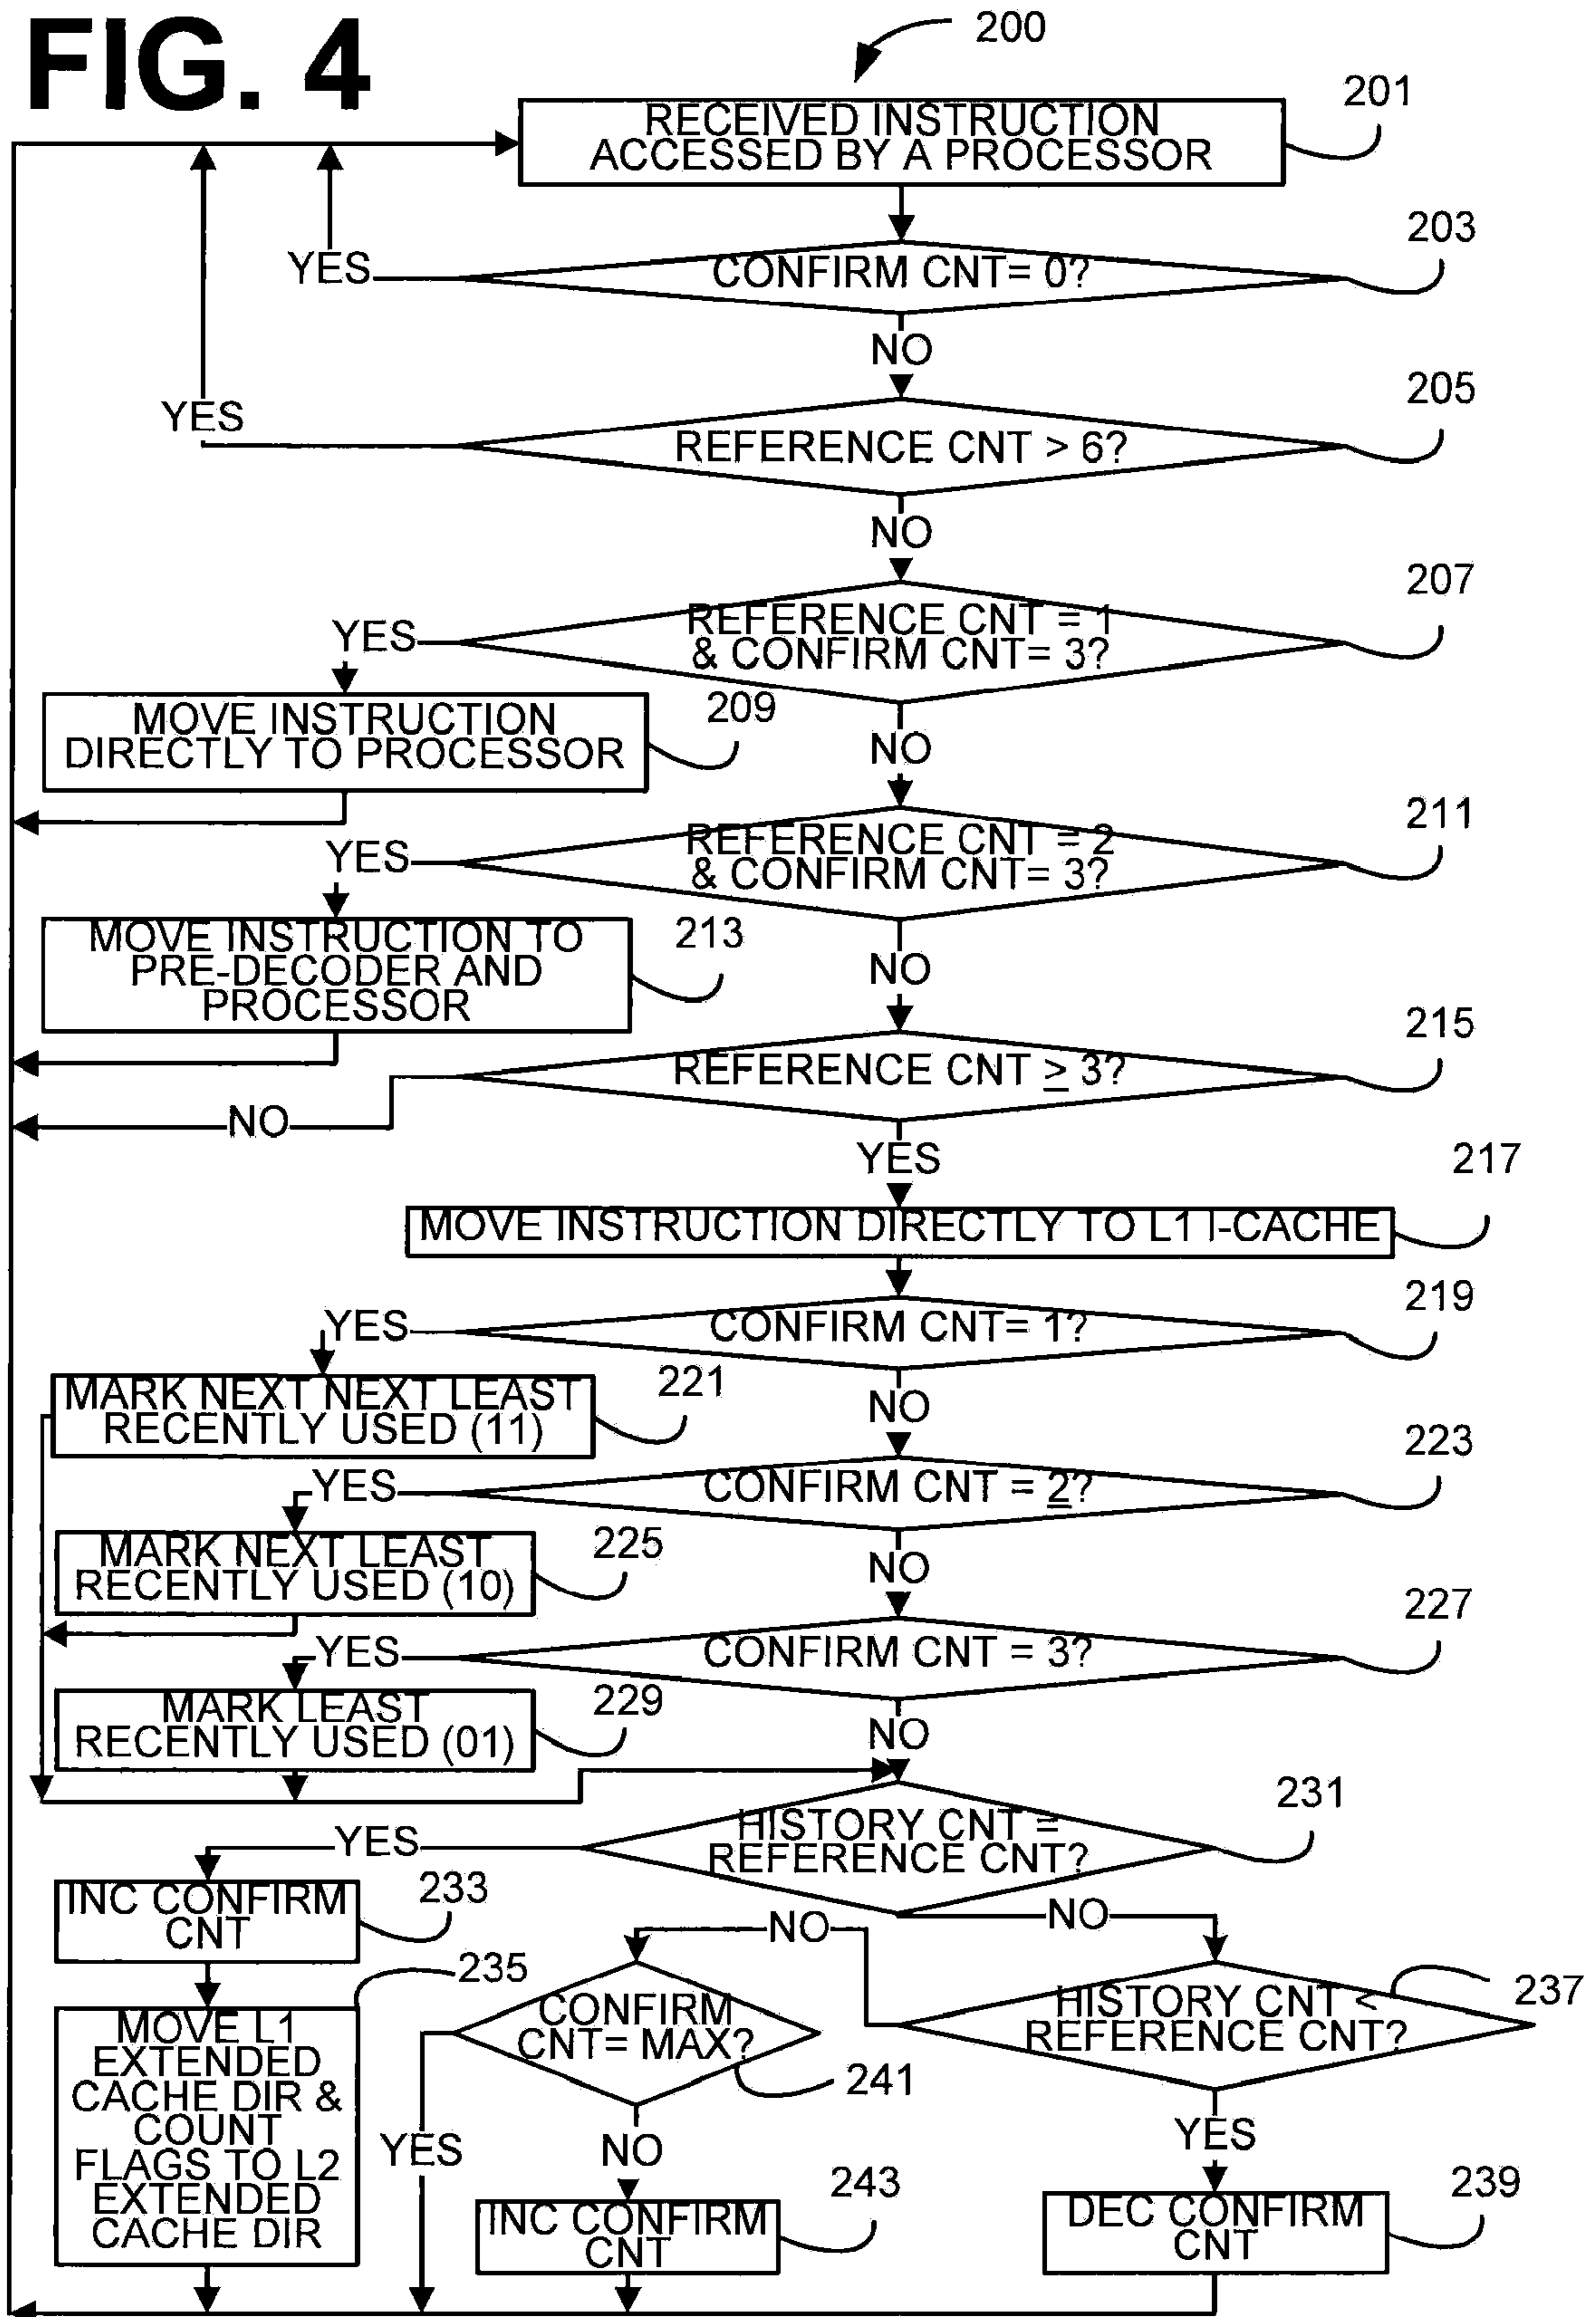 FIG. 4
200
RECEIVED INSTRUCTION
ACCESSED BY A PROCESSOR
201
203
CONFIRM CNT= 0?
YES
NO
205
REFERENCE CNT > 6?
YES
NO
207
REFERENCE CNT = 1
& CONFIRM CNT= 3?
YES
209
MOVE INSTRUCTION
DIRECTLY TO PROCESSOR
NO
211
REFERENCE CNT = 2
& CONFIRM CNT= 3?
YES
213
MOVE INSTRUCTION TO
PRE-DECODER AND
PROCESSOR
NO
215
REFERENCE CNT ≥ 3?
NO
YES
217
MOVE INSTRUCTION DIRECTLY TO L1 I-CACHE
219
CONFIRM CNT= 1?
YES
221
MARK NEXT NEXT LEAST
RECENTLY USED (11)
NO
223
CONFIRM CNT = 2?
YES
225
MARK NEXT LEAST
RECENTLY USED (10)
NO
227
CONFIRM CNT = 3?
YES
229
MARK LEAST
RECENTLY USED (01)
NO
231
HISTORY CNT =
REFERENCE CNT?
YES
233
INC CONFIRM
CNT
NO
NO
235
MOVE L1
EXTENDED
CACHE DIR &
COUNT
FLAGS TO L2
EXTENDED
CACHE DIR
237
HISTORY CNT <
REFERENCE CNT?
CONFIRM
CNT= MAX?
241
YES
NO
YES
243
INC CONFIRM
CNT
239
DEC CONFIRM
CNT